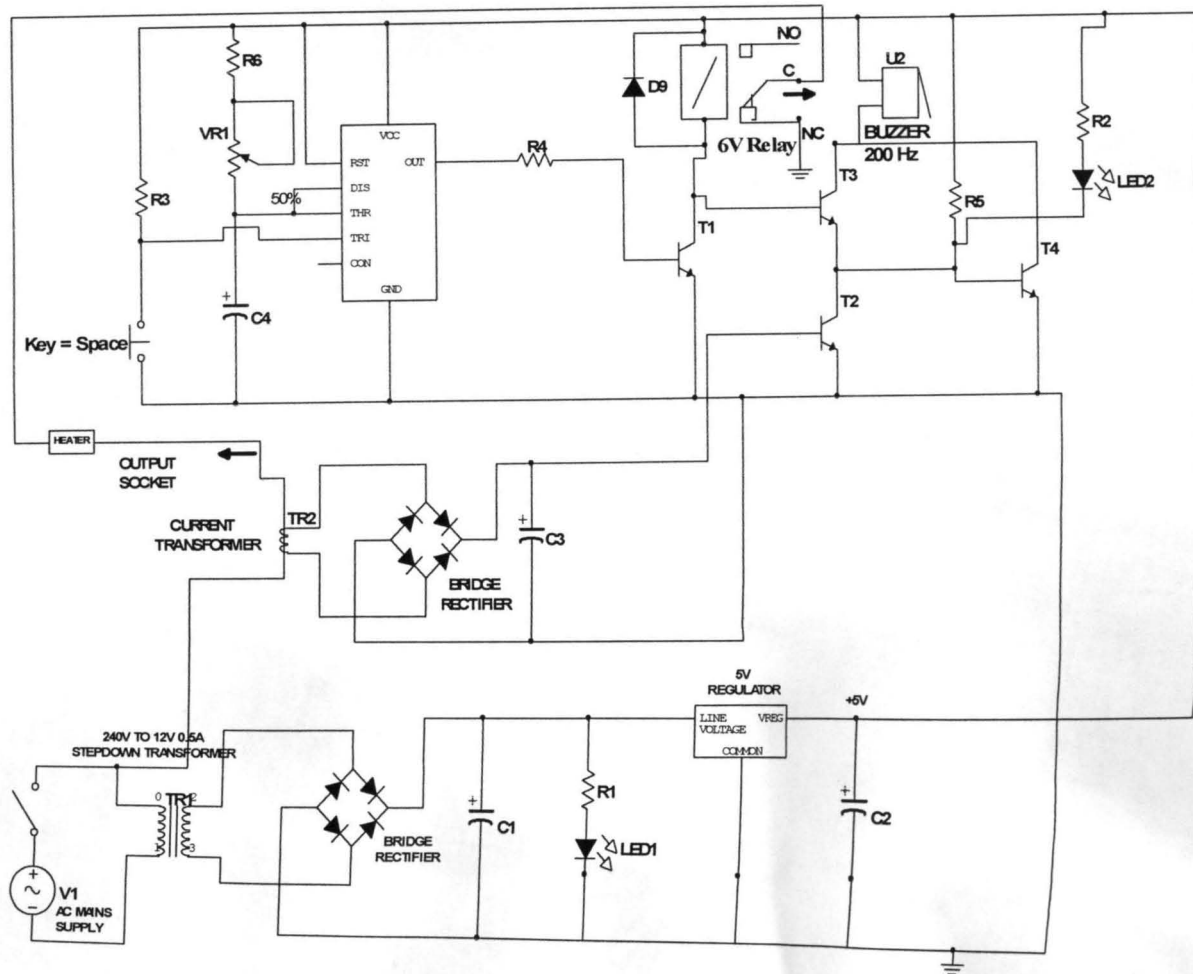 R6
VR1
R3
50%
VCC
RST
OUT
DIS
THR
TRI
CON
GND
C4
Key = Space
R4
D9
NO
C
NC
6V Relay
U2
BUZZER
200 Hz
R2
LED2
T3
R5
T1
T4
T2
HEATER
OUTPUT
SOCKET
CURRENT
TRANSFORMER
TR2
BRIDGE
RECTIFIER
C3
240V TO 12V 0.5A
STEPDOWN TRANSFORMER
0 TR1 2
1 3
V1
AC MAINS
SUPPLY
BRIDGE
RECTIFIER
C1
R1
LED1
5V
REGULATOR
LINE VREG
VOLTAGE
COMMON
+5V
C2